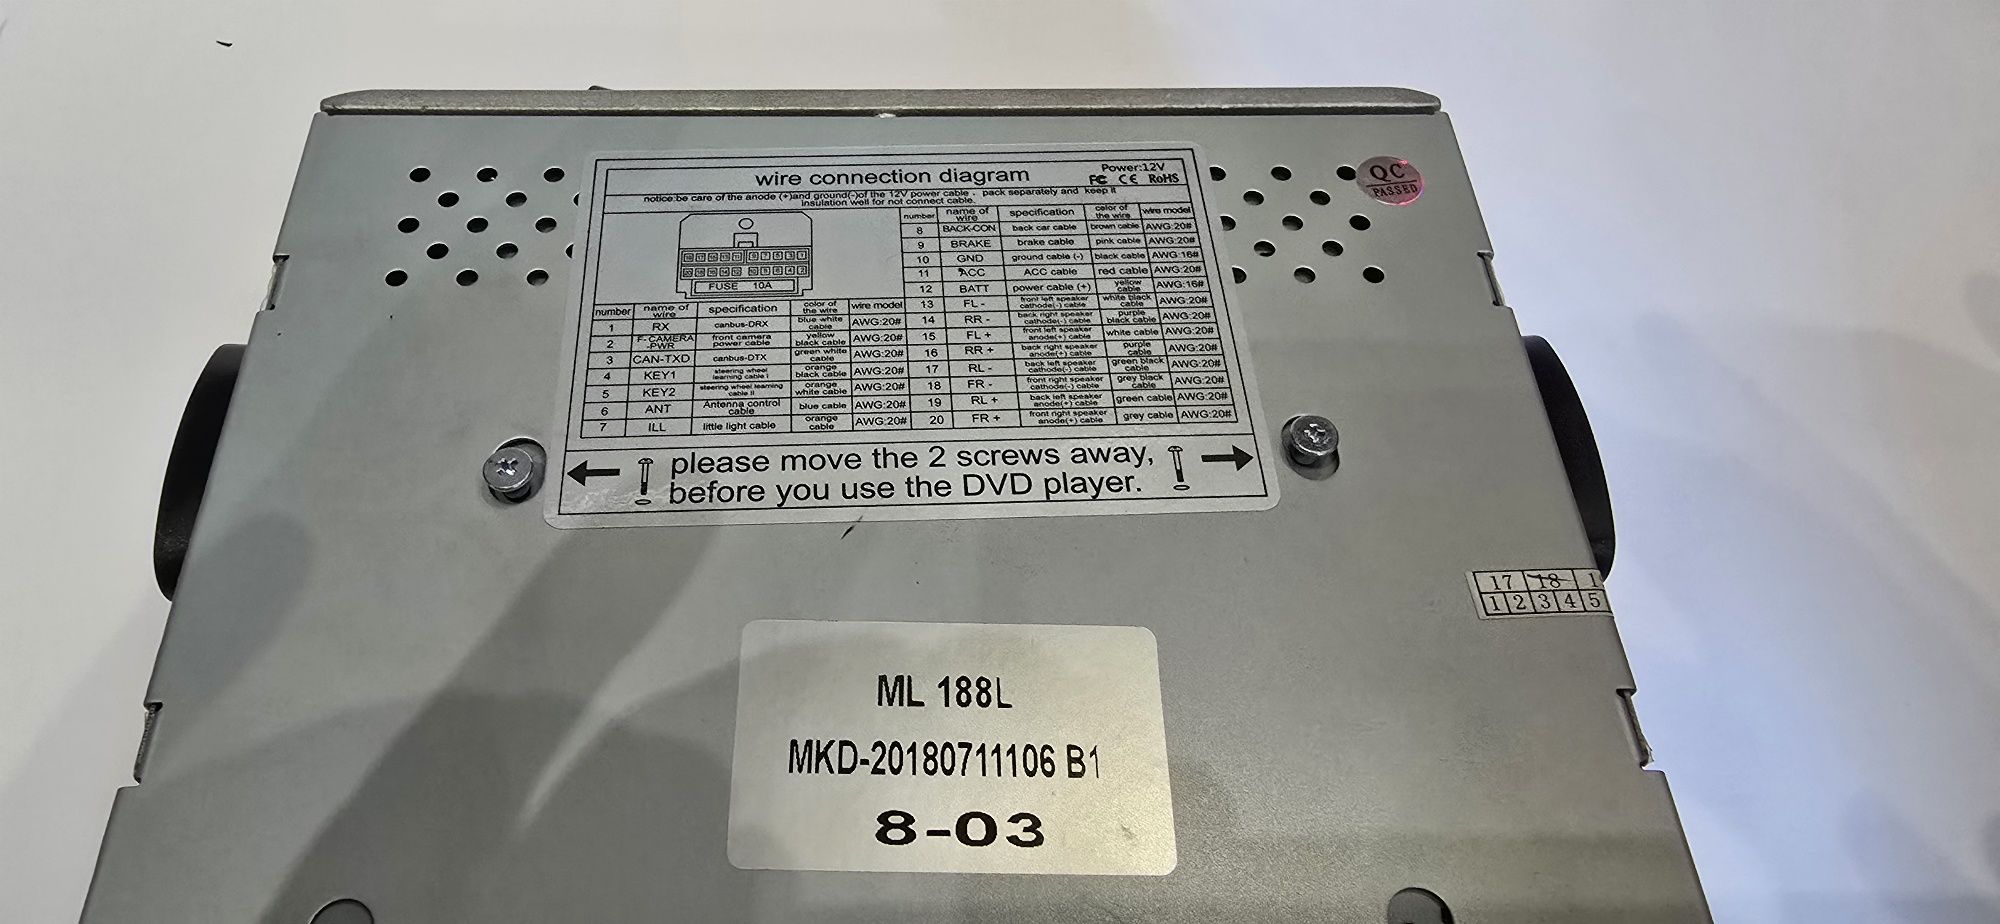 wire connection diagram
Power:12V
FC CE RoHS
notice:be care of the anode (+)and ground(-)of the 12V power cable , pack separately and keep it
insulation well for not connect cable.
FUSE 10A
number name of wire specification color of the wire wire model
1 RX canbus-DRX blue white cable AWG:20#
2 F-CAMERA-PWR front camera power cable yellow black cable AWG:20#
3 CAN-TXD canbus-DTX green white cable AWG:20#
4 KEY1 steering wheel learning cable I orange black cable AWG:20#
5 KEY2 steering wheel learning cable II orange white cable AWG:20#
6 ANT Antenna control cable blue cable AWG:20#
7 ILL little light cable orange cable AWG:20#
number name of wire specification color of the wire wire model
8 BACK-CON back car cable brown cable AWG:20#
9 BRAKE brake cable pink cable AWG:20#
10 GND ground cable (-) black cable AWG:16#
11 ACC ACC cable red cable AWG:20#
12 BATT power cable (+) yellow cable AWG:16#
13 FL - front left speaker cathode(-) cable white black cable AWG:20#
14 RR - back right speaker cathode(-) cable purple black cable AWG:20#
15 FL + front left speaker anode(+) cable white cable AWG:20#
16 RR + back right speaker anode(+) cable purple cable AWG:20#
17 RL - back left speaker cathode(-) cable green black cable AWG:20#
18 FR - front right speaker cathode(-) cable grey black cable AWG:20#
19 RL + back left speaker anode(+) cable green cable AWG:20#
20 FR + front right speaker anode(+) cable grey cable AWG:20#
please move the 2 screws away,
before you use the DVD player.
QC
PASSED
17 18 1
1 2 3 4 5
ML 188L
MKD-20180711106 B1
8-03